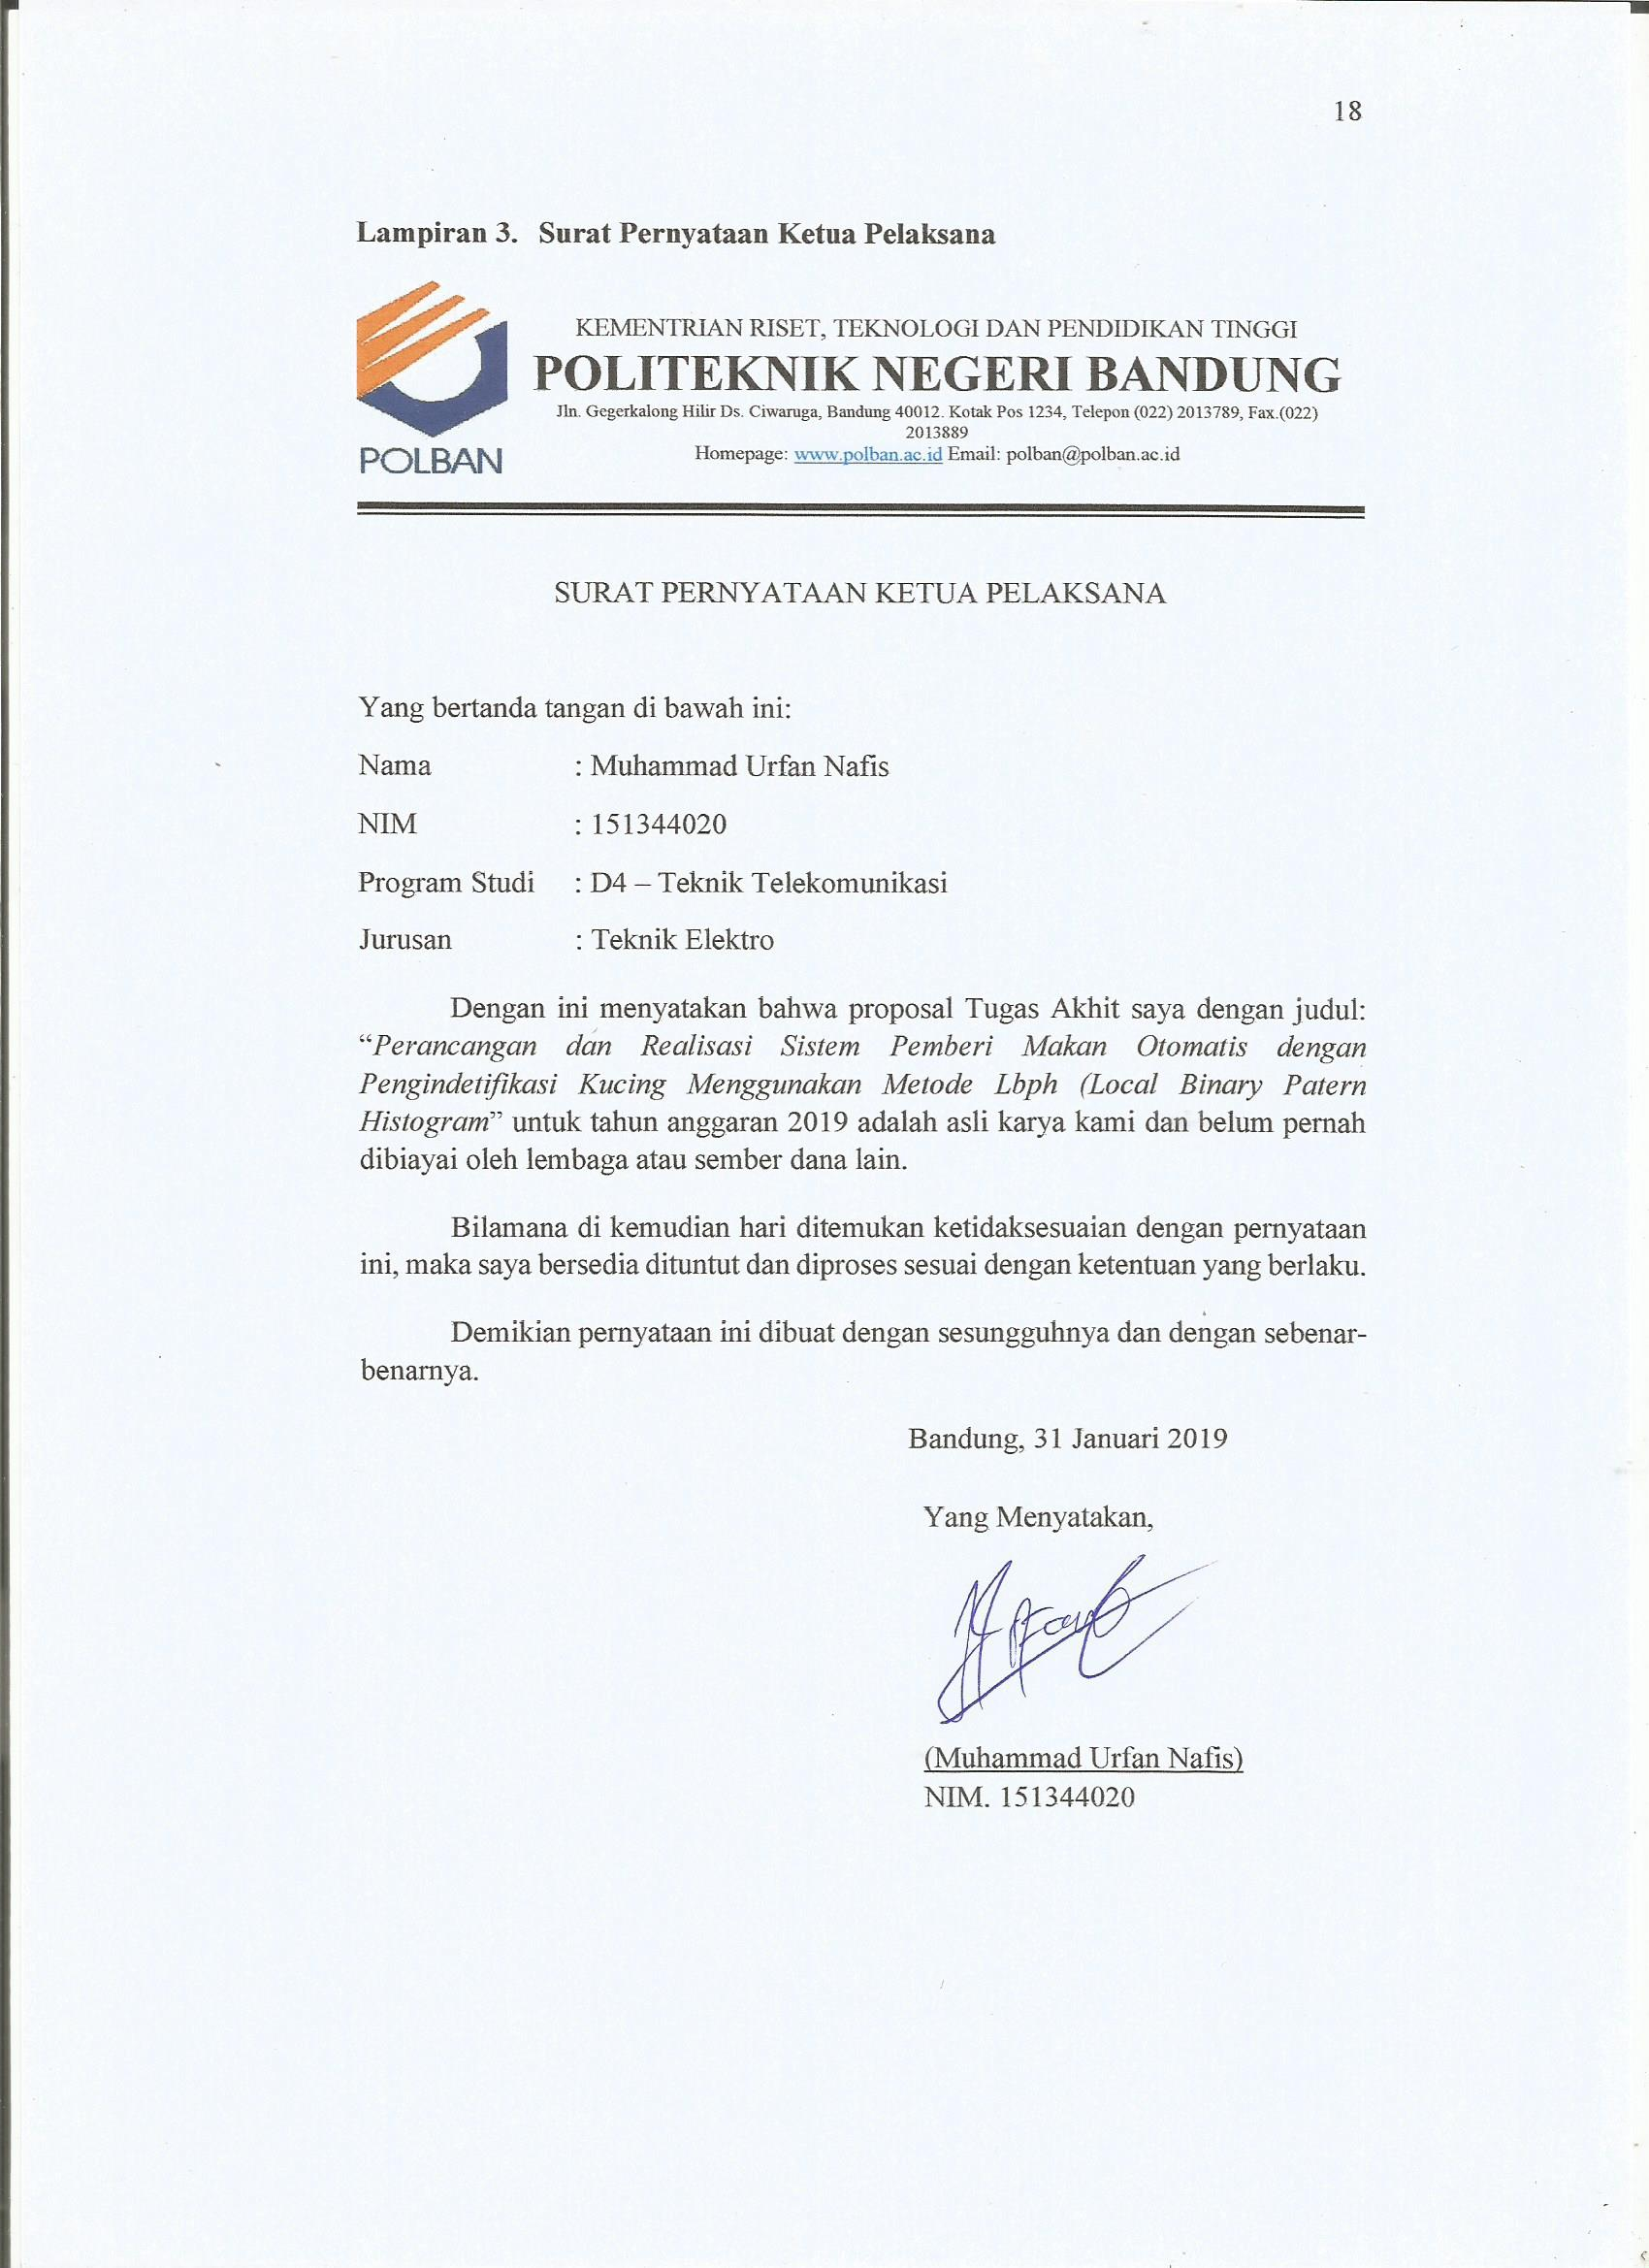 18
Lampiran 3. Surat Pernyataan Ketua Pelaksana
POLBAN
KEMENTRIAN RISET, TEKNOLOGI DAN PENDIDIKAN TINGGI
POLITEKNIK NEGERI BANDUNG
Jln. Gegerkalong Hilir Ds. Ciwaruga, Bandung 40012. Kotak Pos 1234, Telepon (022) 2013789, Fax.(022)
2013889
Homepage: www.polban.ac.id Email: polban@polban.ac.id
SURAT PERNYATAAN KETUA PELAKSANA
Yang bertanda tangan di bawah ini:
Nama : Muhammad Urfan Nafis
NIM : 151344020
Program Studi : D4 – Teknik Telekomunikasi
Jurusan : Teknik Elektro
Dengan ini menyatakan bahwa proposal Tugas Akhit saya dengan judul:
“Perancangan dan Realisasi Sistem Pemberi Makan Otomatis dengan
Pengindetifikasi Kucing Menggunakan Metode Lbph (Local Binary Patern
Histogram” untuk tahun anggaran 2019 adalah asli karya kami dan belum pernah
dibiayai oleh lembaga atau sember dana lain.
Bilamana di kemudian hari ditemukan ketidaksesuaian dengan pernyataan
ini, maka saya bersedia dituntut dan diproses sesuai dengan ketentuan yang berlaku.
Demikian pernyataan ini dibuat dengan sesungguhnya dan dengan sebenar-
benarnya.
Bandung, 31 Januari 2019
Yang Menyatakan,
(Muhammad Urfan Nafis)
NIM. 151344020